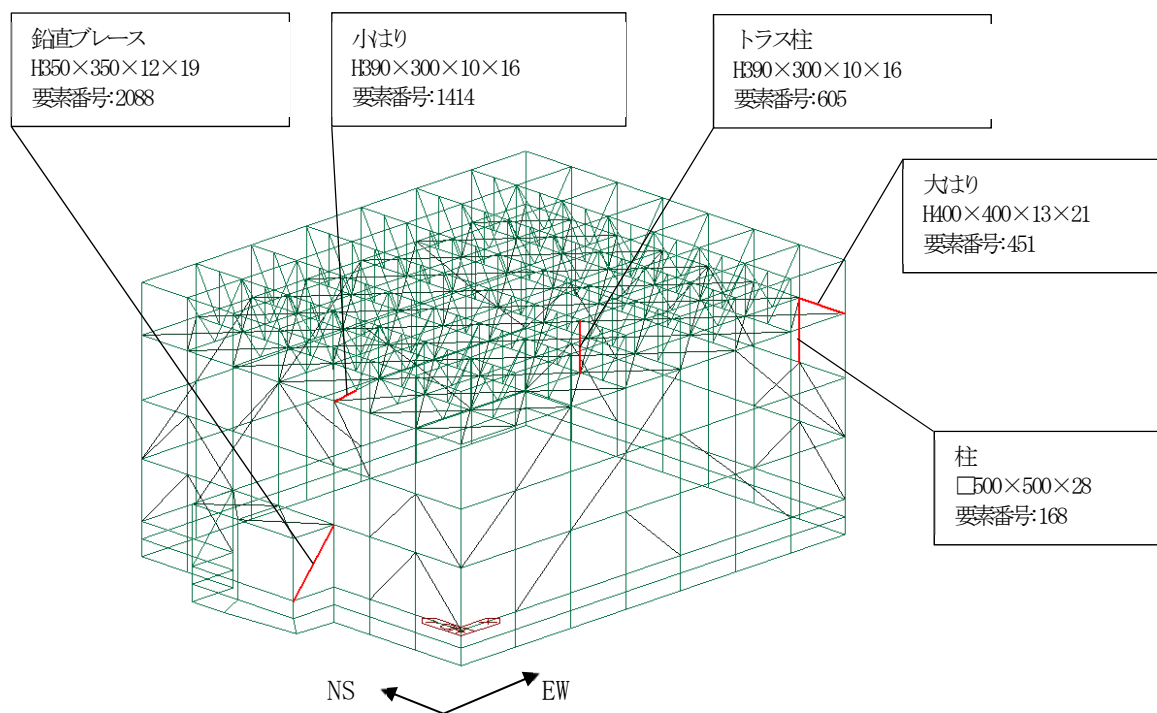 鉛直ブレース
H350×350×12×19
要素番号:2088
小はり
H390×300×10×16
要素番号:1414
トラス柱
H390×300×10×16
要素番号:605
大はり
H400×400×13×21
要素番号:451
柱
□500×500×28
要素番号:168
NS
EW